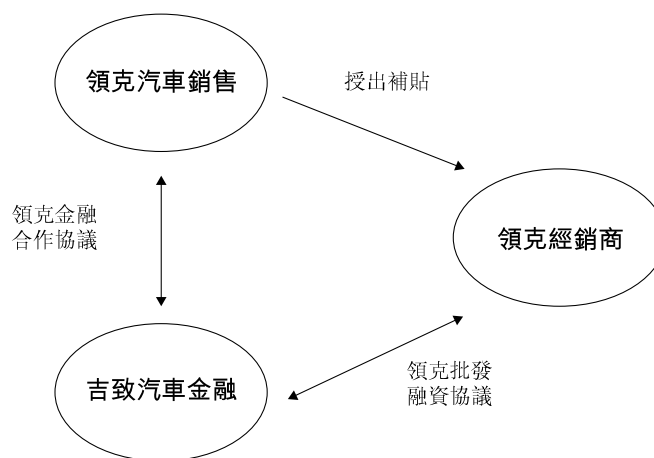 領克汽車銷售
授出補貼
領克金融
合作協議
領克經銷商
吉致汽車金融
領克批發
融資協議